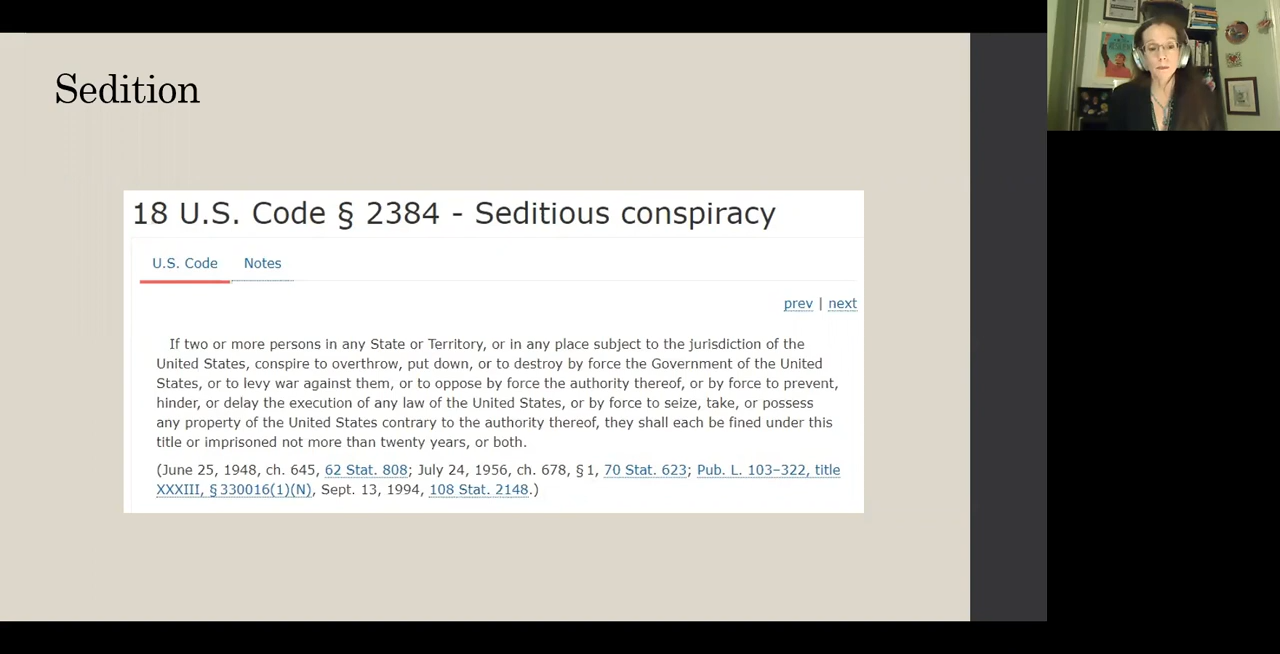 Sedition
18 U.S. Code § 2384 - Seditious conspiracy
U.S. Code Notes
prev | next
If two or more persons in any State or Territory, or in any place subject to the jurisdiction of the
United States, conspire to overthrow, put down, or to destroy by force the Government of the United
States, or to levy war against them, or to oppose by force the authority thereof, or by force to prevent,
hinder, or delay the execution of any law of the United States, or by force to seize, take, or possess
any property of the United States contrary to the authority thereof, they shall each be fined under this
title or imprisoned not more than twenty years, or both.
(June 25, 1948, ch. 645, 62 Stat. 808; July 24, 1956, ch. 678, § 1, 70 Stat. 623; Pub. L. 103–322, title
XXXIII, § 330016(1)(N), Sept. 13, 1994, 108 Stat. 2148.)